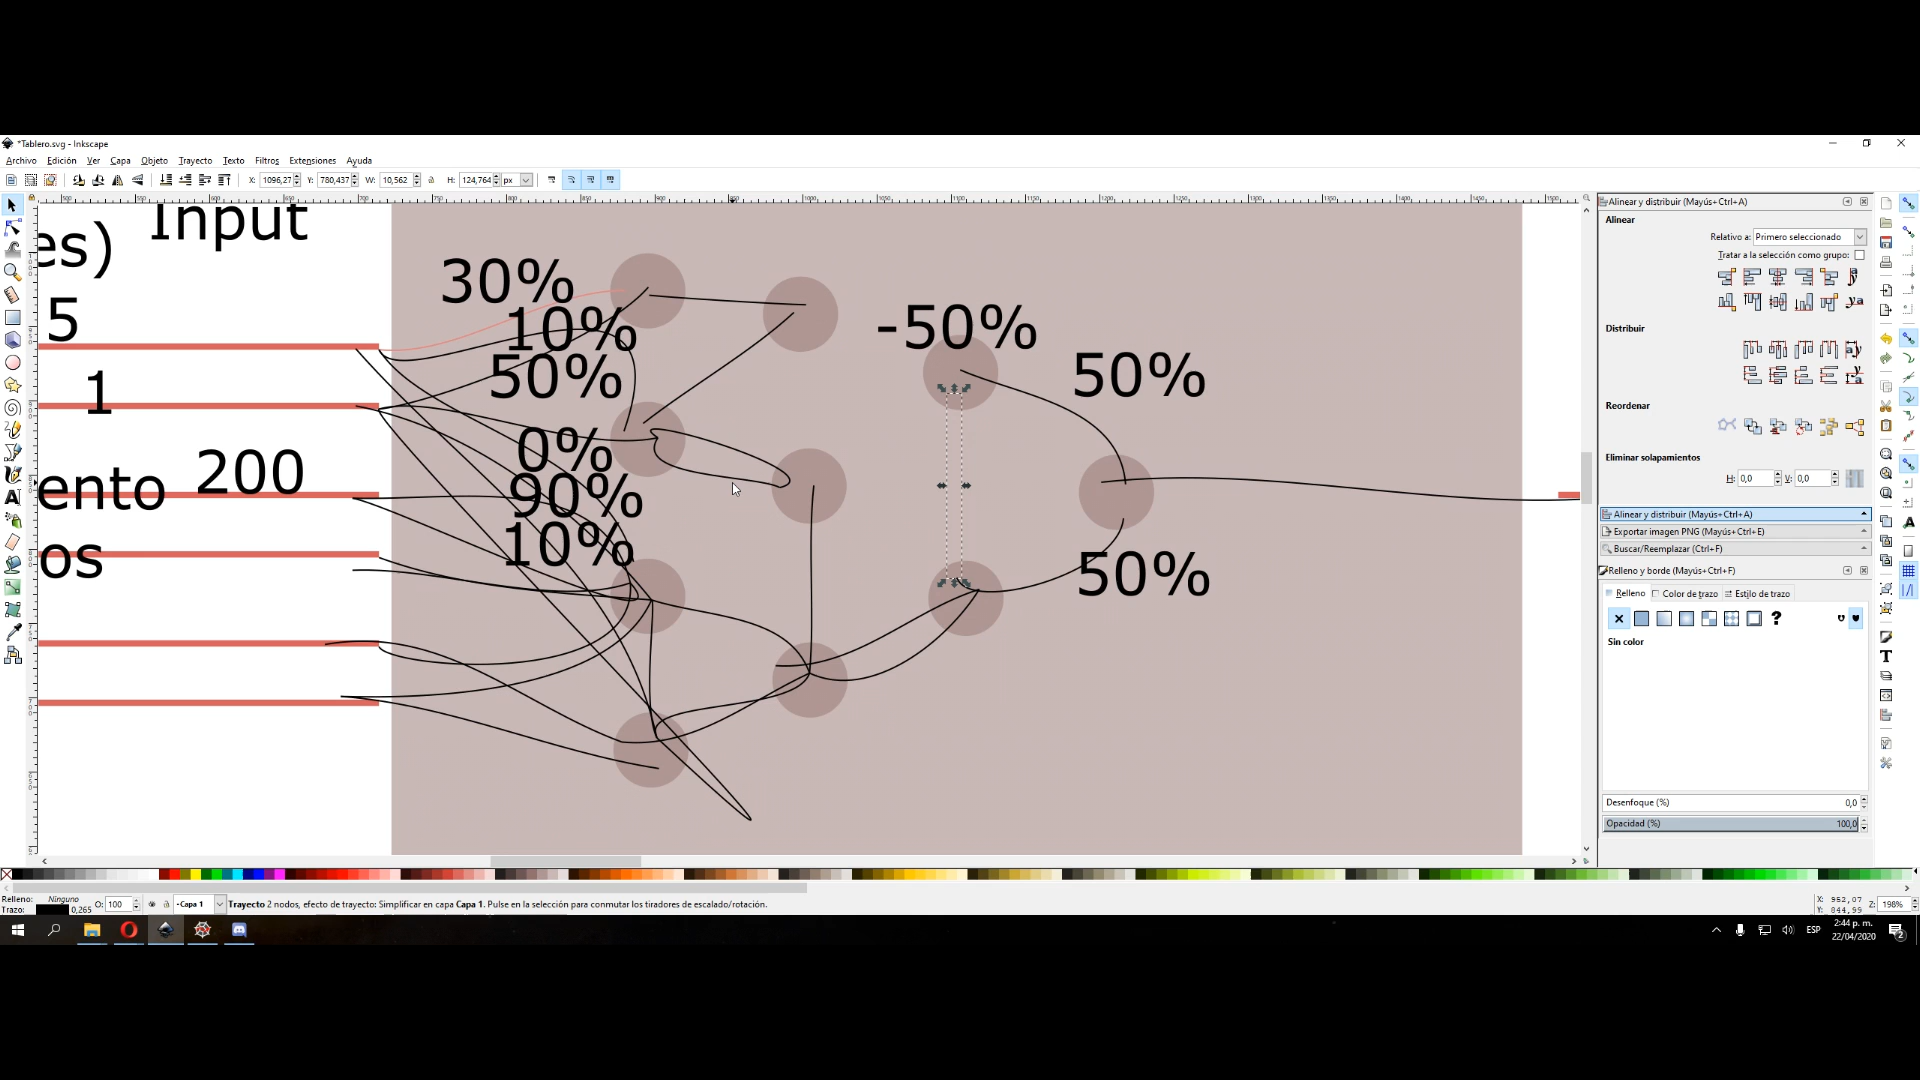 *Tablero.svg - Inkscape
Archivo Edición Ver Capa Objeto Trayecto Texto Filtros Extensiones Ayuda
X: 1096,27 Y: 780,437 W: 10,562 H: 124,764 px
Input
es)
5
1
ento 200
os
30%
10%
50%
0%
90%
10%
-50%
50%
50%
Alinear y distribuir (Mayús+Ctrl+A)
Alinear
Relativo a: Primero seleccionado
Tratar a la selección como grupo:
Distribuir
Reordenar
Eliminar solapamientos
H: 0,0 V: 0,0
Alinear y distribuir (Mayús+Ctrl+A)
Exportar imagen PNG (Mayús+Ctrl+E)
Buscar/Reemplazar (Ctrl+F)
Relleno y borde (Mayús+Ctrl+F)
Relleno Color de trazo Estilo de trazo
Sin color
Desenfoque (%) 0,0
Opacidad (%) 100,0
Relleno: Ninguno
Trazo: 0,265 O: 100 Capa 1 Trayecto 2 nodos, efecto de trayecto: Simplificar en capa Capa 1. Pulse en la selección para conmutar los tiradores de escalado/rotación.
X: 952,07
Y: 844,99 Z: 198%
ESP 2:44 p. m.
22/04/2020 2